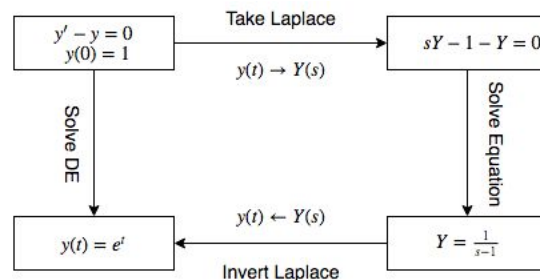 y′ − y = 0
y(0) = 1
Take Laplace
y(t) → Y(s)
sY − 1 − Y = 0
Solve DE
Solve Equation
y(t) = e^t
y(t) ← Y(s)
Invert Laplace
Y = 1/(s−1)